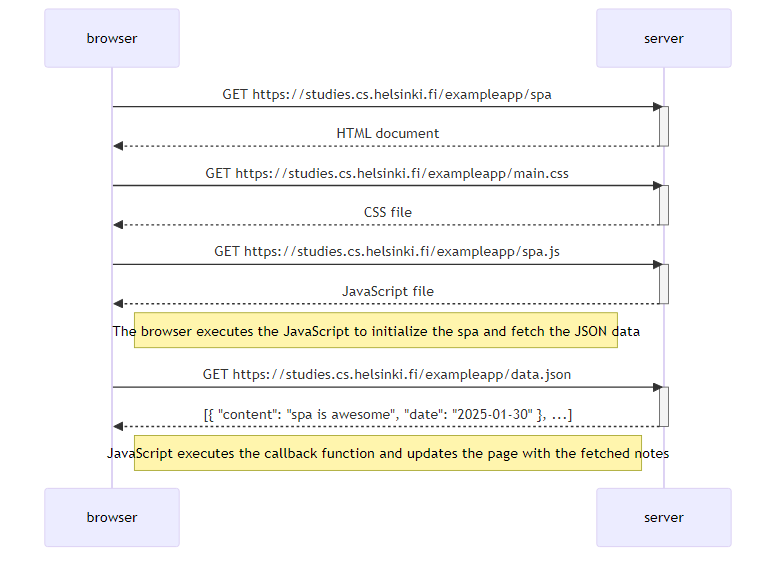 browser
server
GET https://studies.cs.helsinki.fi/exampleapp/spa
HTML document
GET https://studies.cs.helsinki.fi/exampleapp/main.css
CSS file
GET https://studies.cs.helsinki.fi/exampleapp/spa.js
JavaScript file
The browser executes the JavaScript to initialize the spa and fetch the JSON data
GET https://studies.cs.helsinki.fi/exampleapp/data.json
[{ "content": "spa is awesome", "date": "2025-01-30" }, ...]
JavaScript executes the callback function and updates the page with the fetched notes
browser
server